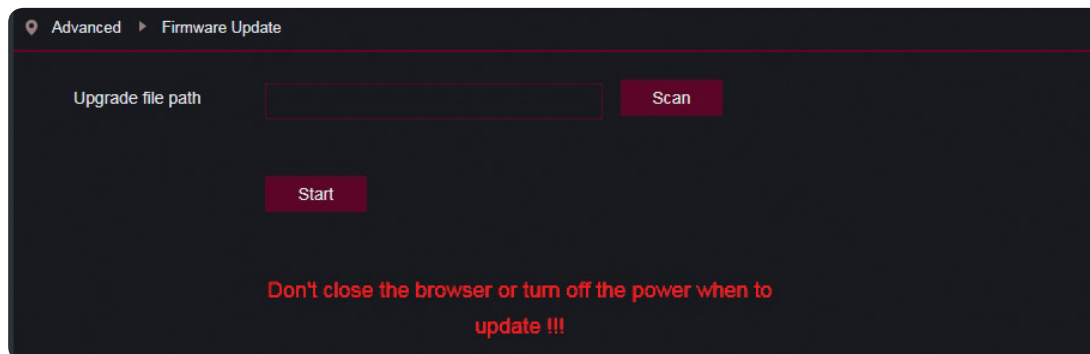 Advanced Firmware Update
Upgrade file path Scan
Start
Don't close the browser or turn off the power when to
update !!!